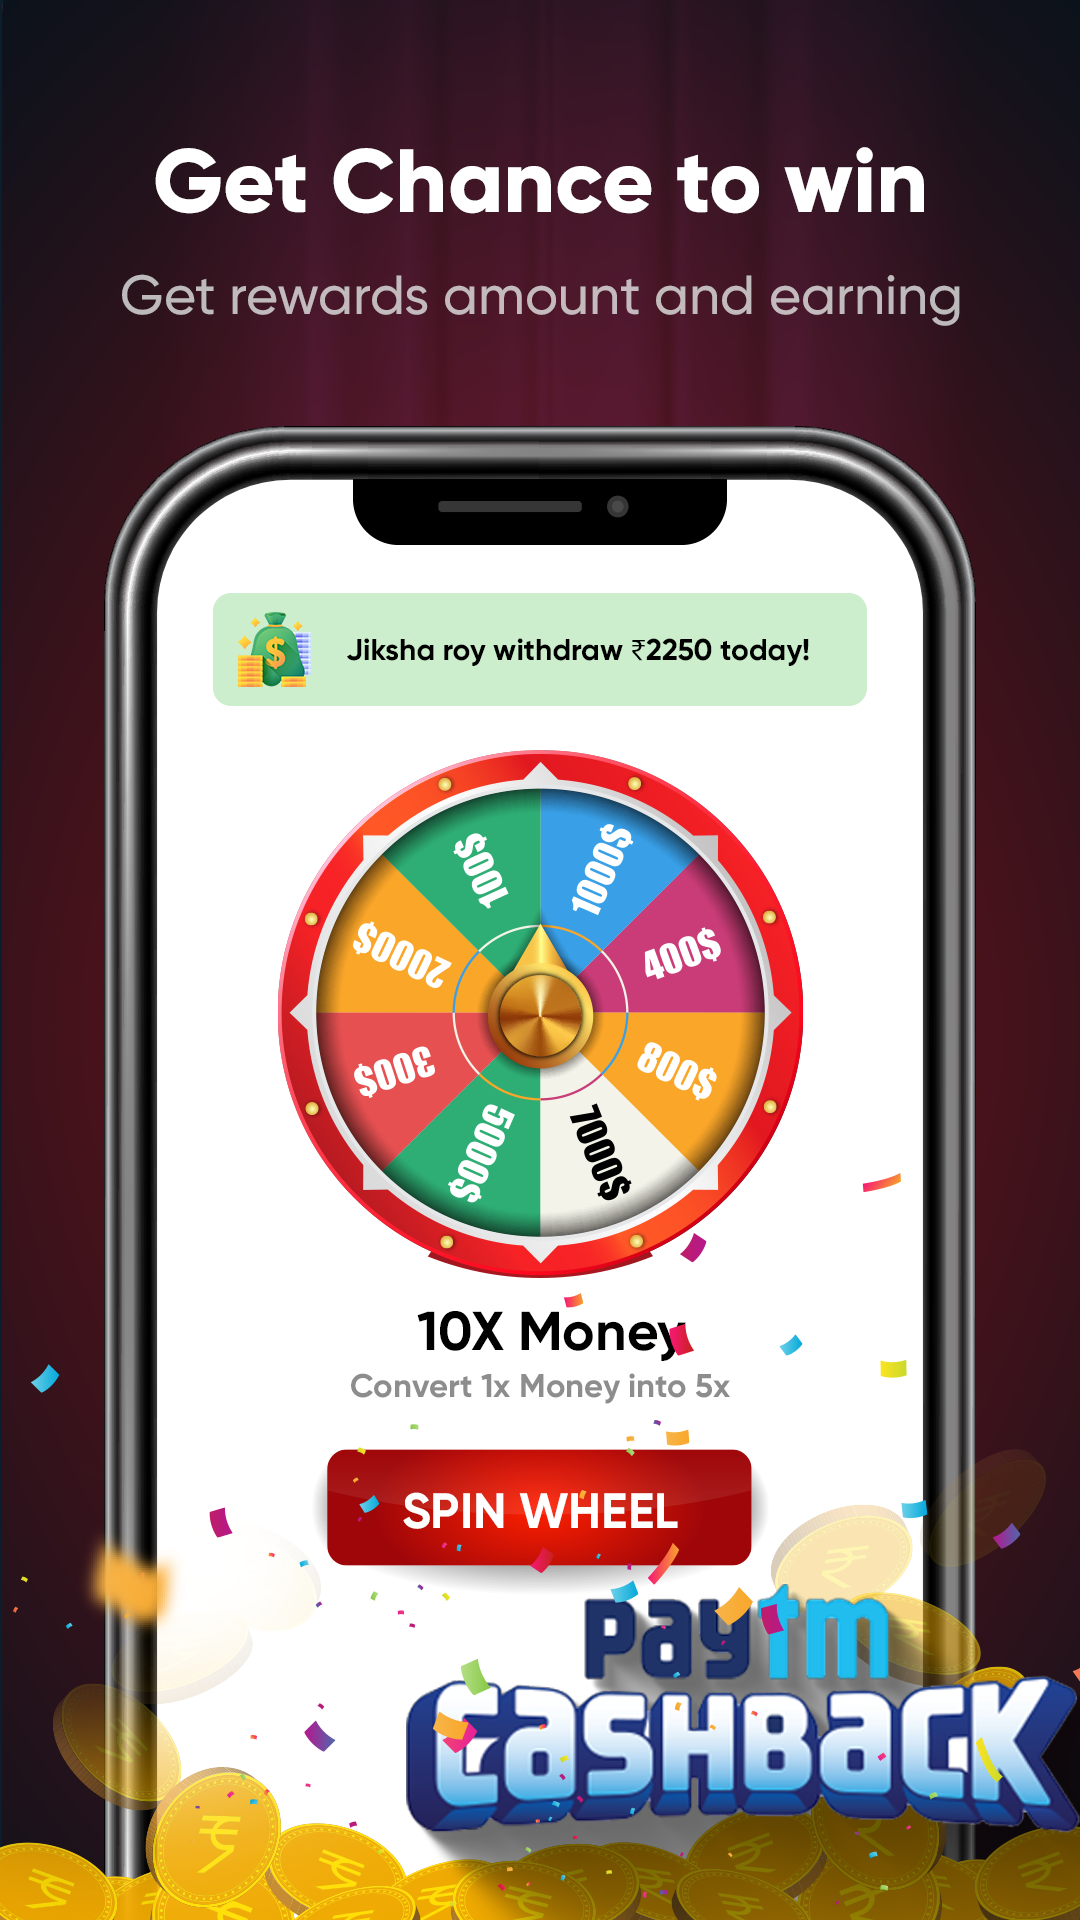 Get Chance to win
Get rewards amount and earning
Jiksha roy withdraw ₹2250 today!
100$
1000$
2000$
400$
300$
800$
5000$
7000$
10X Money
Convert 1x Money into 5x
SPIN WHEEL
paytm
CASHBACK